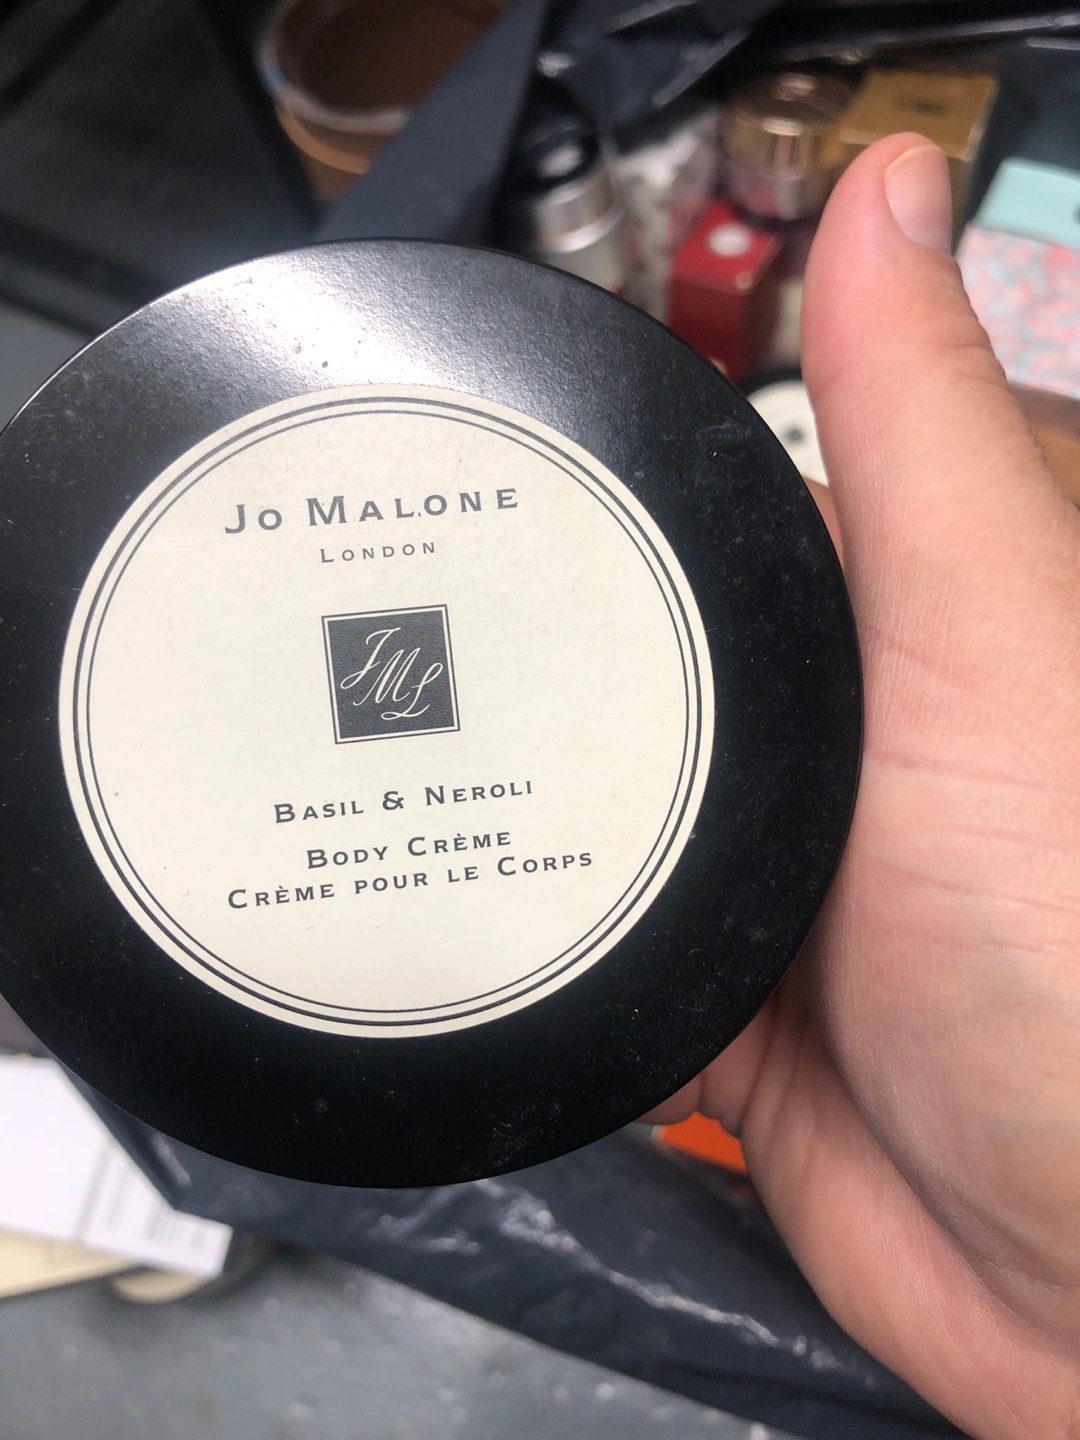 JO MALONE
LONDON
JML
BASIL & NEROLI
BODY CRÈME
CRÈME POUR LE CORPS